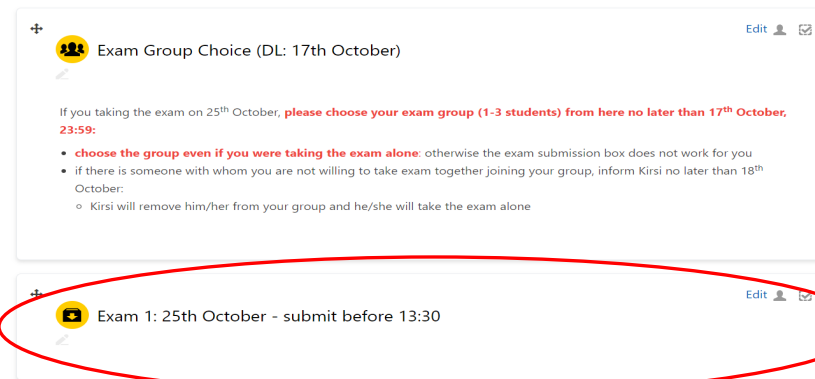 Edit
Exam Group Choice (DL: 17th October)
If you taking the exam on 25th October, please choose your exam group (1-3 students) from here no later than 17th October,
23:59:
• choose the group even if you were taking the exam alone: otherwise the exam submission box does not work for you
• if there is someone with whom you are not willing to take exam together joining your group, inform Kirsi no later than 18th
October:
○ Kirsi will remove him/her from your group and he/she will take the exam alone
Edit
Exam 1: 25th October - submit before 13:30